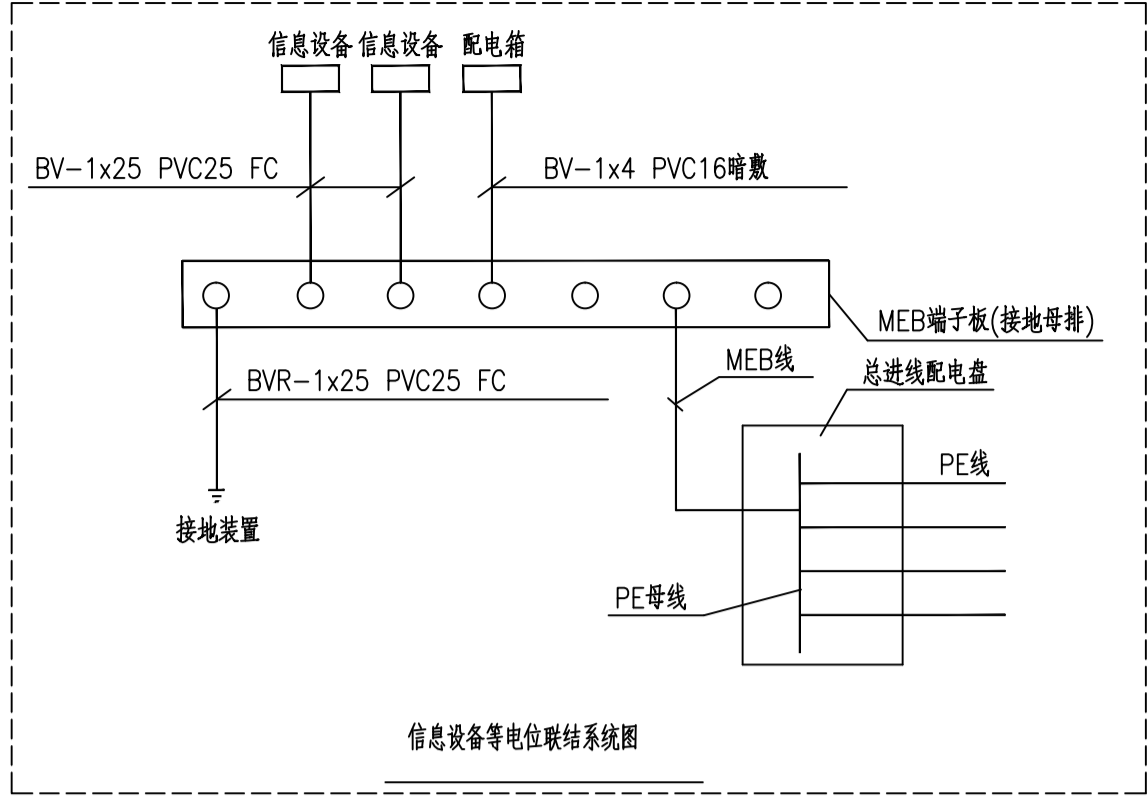 信息设备 信息设备 配电箱
BV-1x25 PVC25 FC
BV-1x4 PVC16暗敷
MEB端子板(接地母排)
MEB线
总进线配电盘
BVR-1x25 PVC25 FC
PE线
接地装置
PE母线
信息设备等电位联结系统图